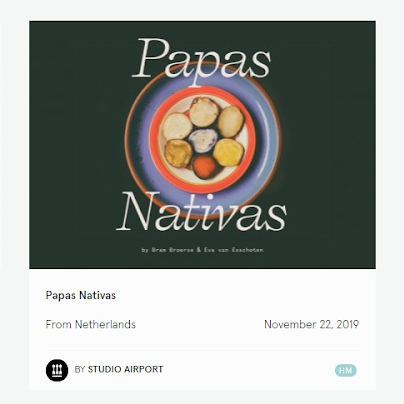 Papas
Nativas
by Bram Broerse & Eva van Esschoten
Papas Nativas
From Netherlands
November 22, 2019
BY STUDIO AIRPORT
HM